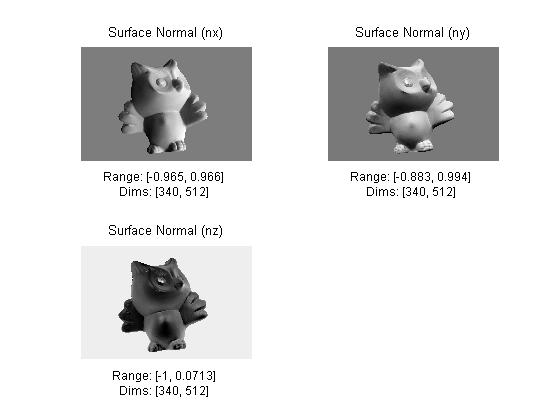 Surface Normal (nx)
Surface Normal (ny)
Range: [-0.965, 0.966]
Dims: [340, 512]
Range: [-0.883, 0.994]
Dims: [340, 512]
Surface Normal (nz)
Range: [-1, 0.0713]
Dims: [340, 512]